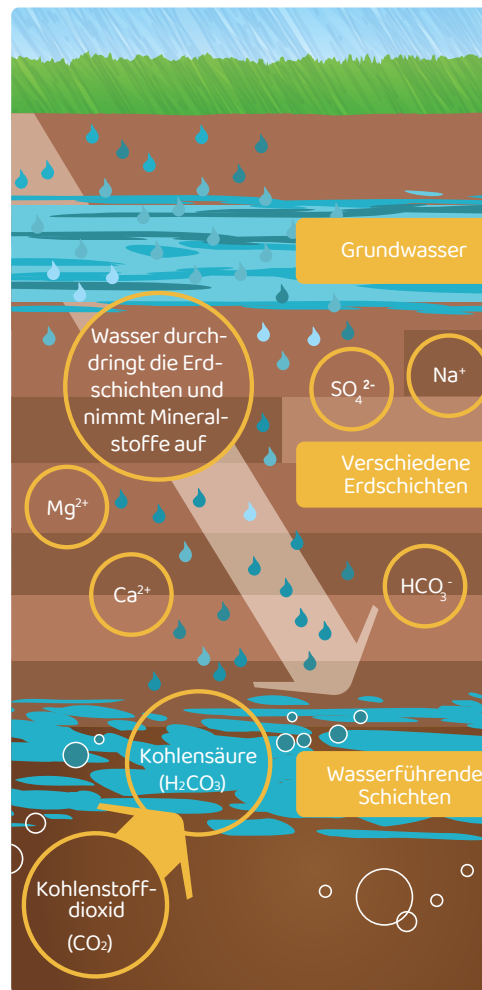 Grundwasser
Wasser durch-
dringt die Erd-
schichten und
nimmt Mineral-
stoffe auf
SO₄²⁻
Na⁺
Verschiedene
Erdschichten
Mg²⁺
Ca²⁺
HCO₃⁻
Kohlensäure
(H₂CO₃)
Wasserführende
Schichten
Kohlenstoff-
dioxid
(CO₂)